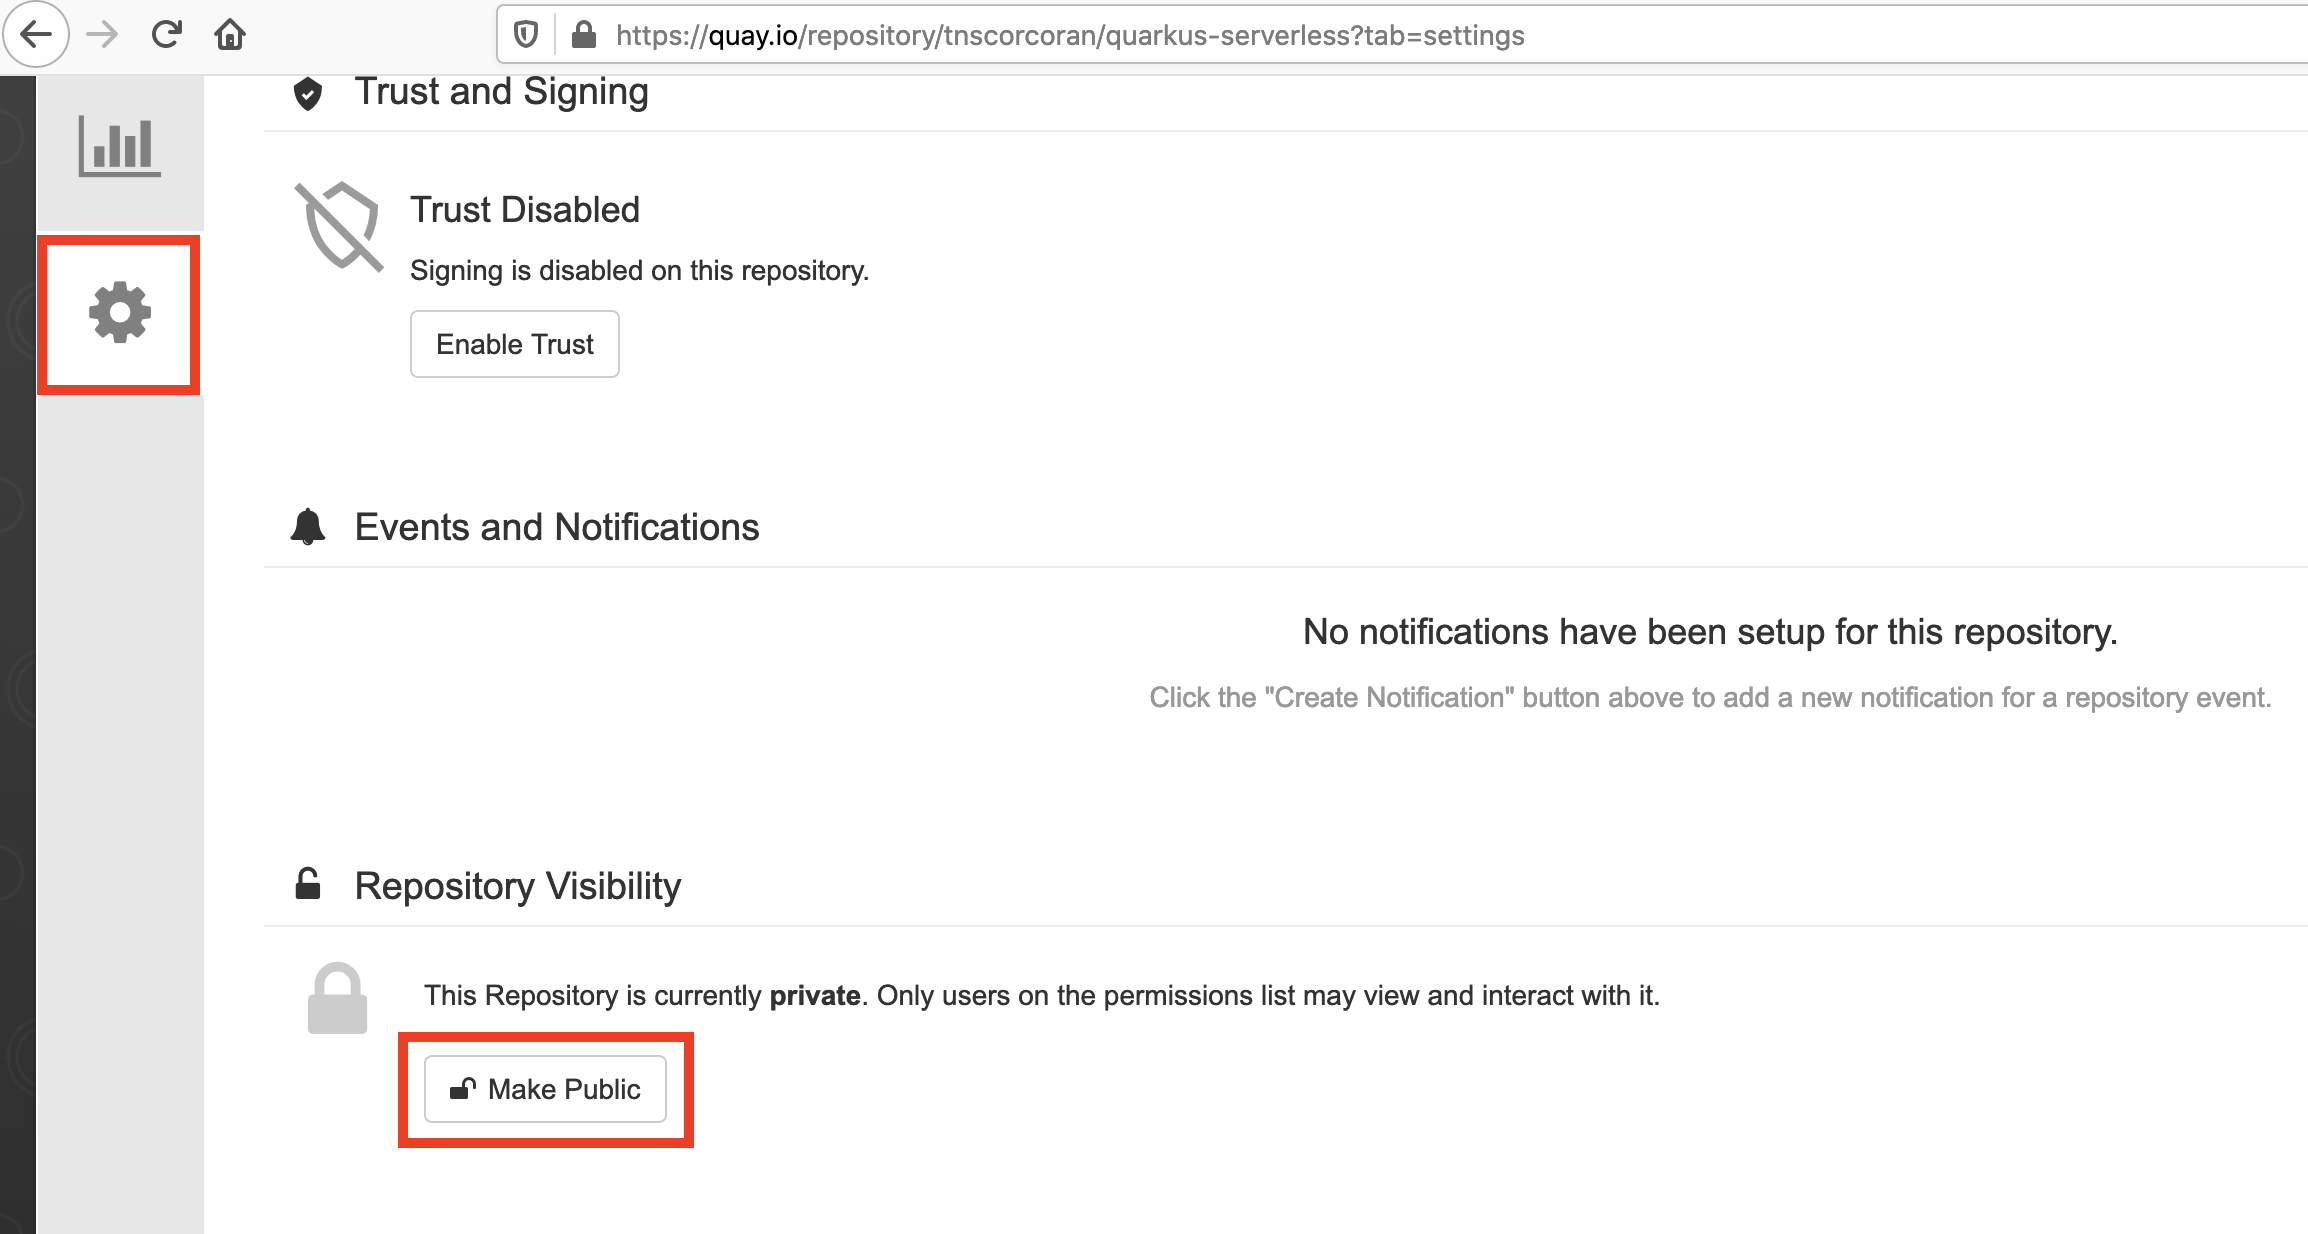 https://quay.io/repository/tnscorcoran/quarkus-serverless?tab=settings
Trust and Signing
Trust Disabled
Signing is disabled on this repository.
Enable Trust
Events and Notifications
No notifications have been setup for this repository.
Click the "Create Notification" button above to add a new notification for a repository event.
Repository Visibility
This Repository is currently private. Only users on the permissions list may view and interact with it.
Make Public